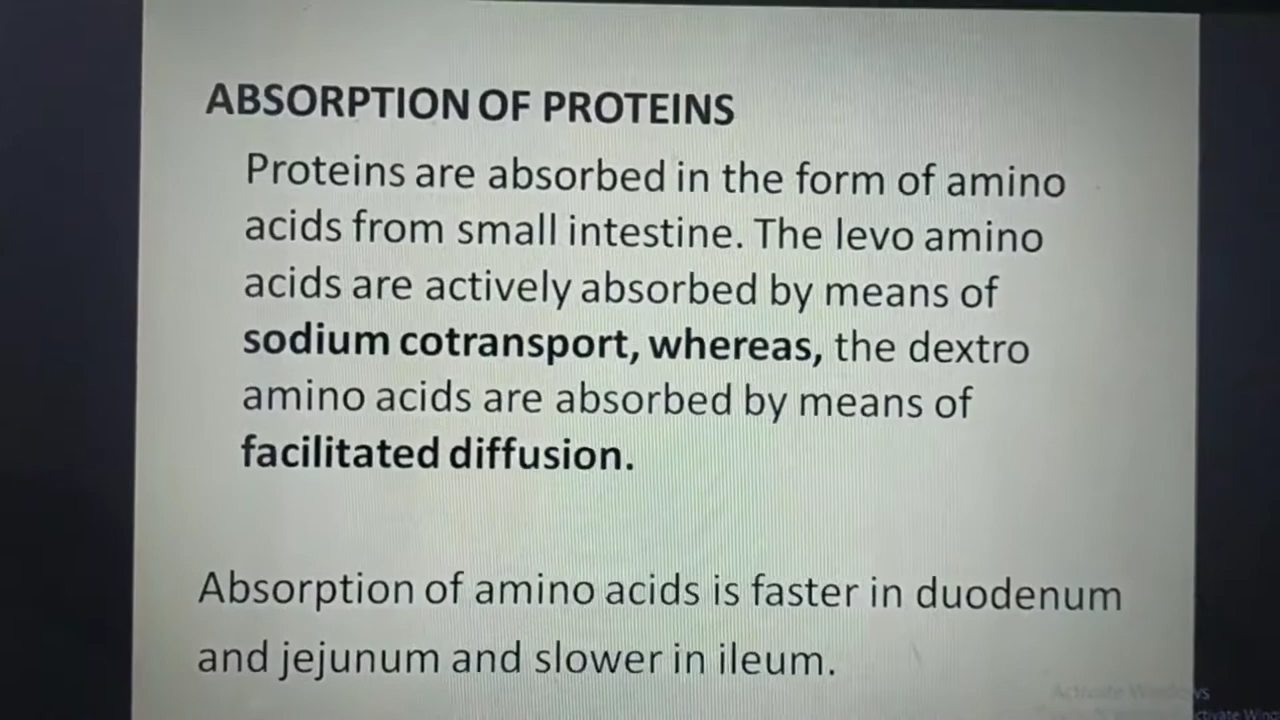 ABSORPTION OF PROTEINS
Proteins are absorbed in the form of amino
acids from small intestine. The levo amino
acids are actively absorbed by means of
sodium cotransport, whereas, the dextro
amino acids are absorbed by means of
facilitated diffusion.
Absorption of amino acids is faster in duodenum
and jejunum and slower in ileum.
Activate Windows